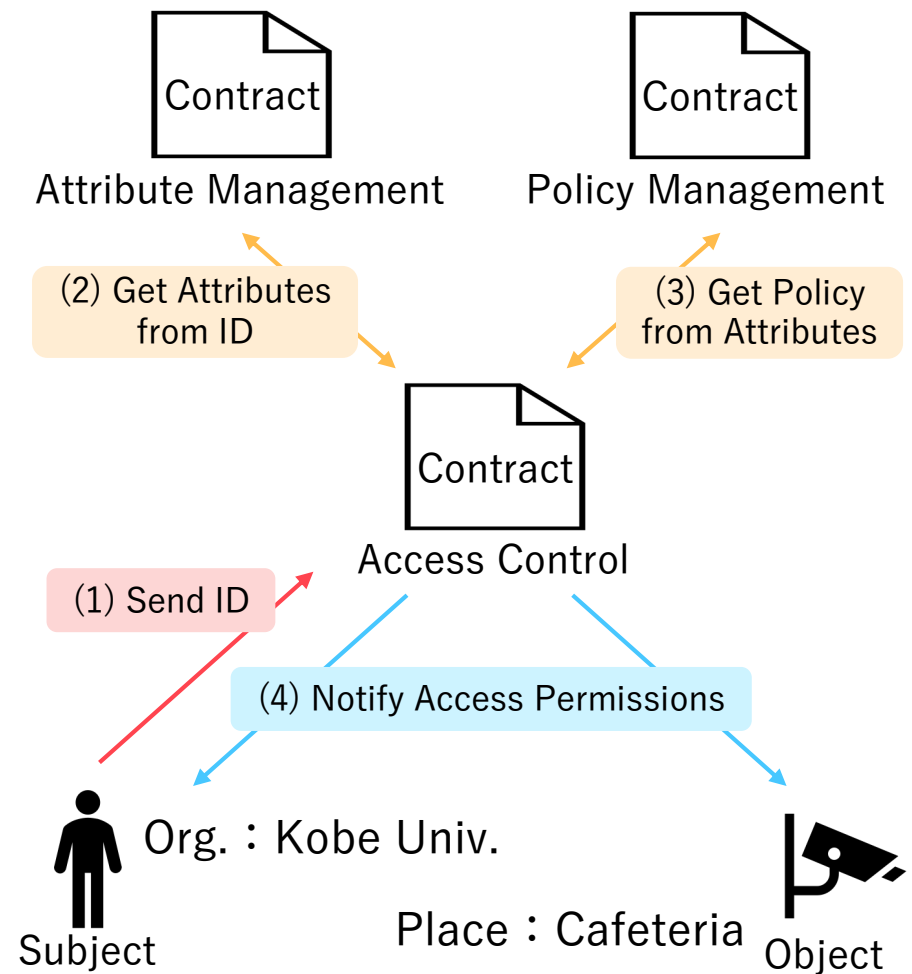 Contract
Contract
Attribute Management
Policy Management
(2) Get Attributes
from ID
(3) Get Policy
from Attributes
Contract
Access Control
(1) Send ID
(4) Notify Access Permissions
Org.：Kobe Univ.
Place：Cafeteria
Subject
Object